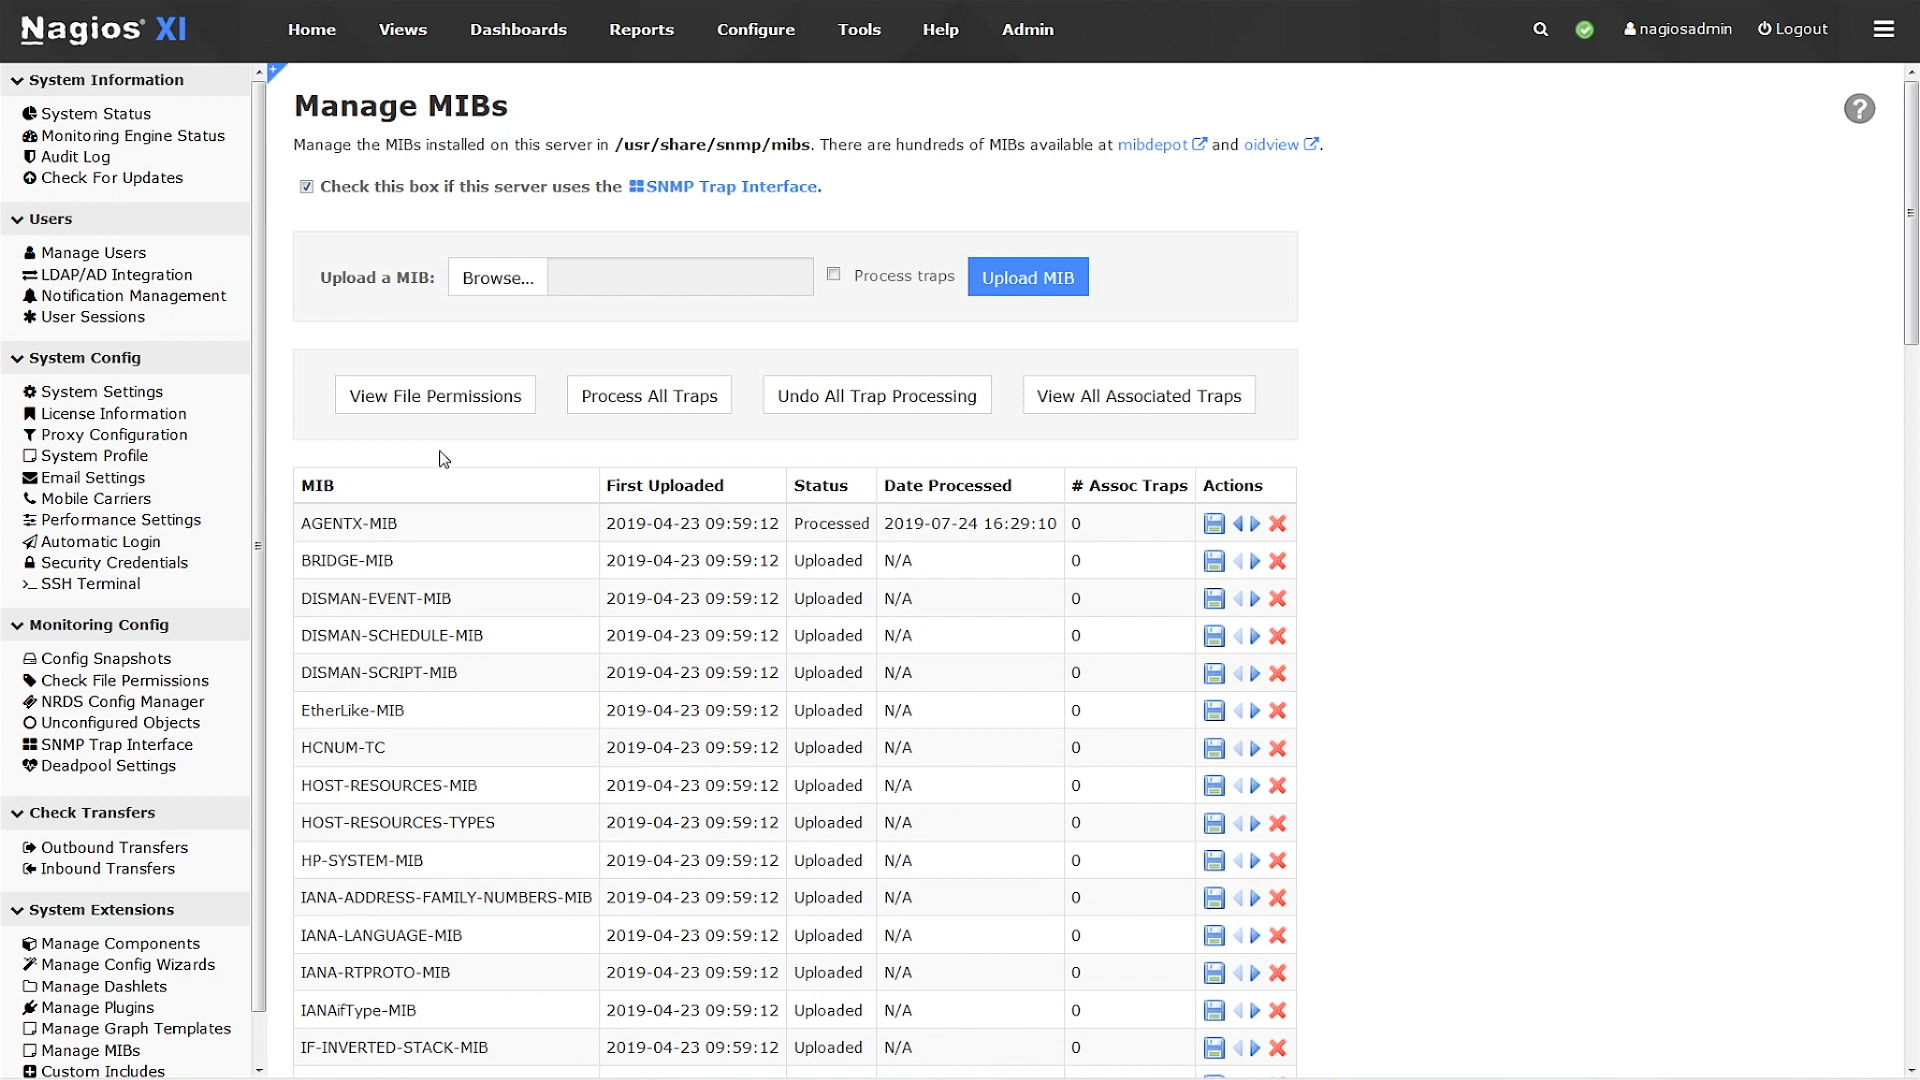 Nagios® XI
Home Views Dashboards Reports Configure Tools Help Admin nagiosadmin Logout
System Information
System Status
Monitoring Engine Status
Audit Log
Check For Updates
Users
Manage Users
LDAP/AD Integration
Notification Management
User Sessions
System Config
System Settings
License Information
Proxy Configuration
System Profile
Email Settings
Mobile Carriers
Performance Settings
Automatic Login
Security Credentials
SSH Terminal
Monitoring Config
Config Snapshots
Check File Permissions
NRDS Config Manager
Unconfigured Objects
SNMP Trap Interface
Deadpool Settings
Check Transfers
Outbound Transfers
Inbound Transfers
System Extensions
Manage Components
Manage Config Wizards
Manage Dashlets
Manage Plugins
Manage Graph Templates
Manage MIBs
Custom Includes
Manage MIBs
Manage the MIBs installed on this server in /usr/share/snmp/mibs. There are hundreds of MIBs available at mibdepot and oidview.
Check this box if this server uses the SNMP Trap Interface.
Upload a MIB: Browse... Process traps Upload MIB
View File Permissions Process All Traps Undo All Trap Processing View All Associated Traps
MIB First Uploaded Status Date Processed # Assoc Traps Actions
AGENTX-MIB 2019-04-23 09:59:12 Processed 2019-07-24 16:29:10 0
BRIDGE-MIB 2019-04-23 09:59:12 Uploaded N/A 0
DISMAN-EVENT-MIB 2019-04-23 09:59:12 Uploaded N/A 0
DISMAN-SCHEDULE-MIB 2019-04-23 09:59:12 Uploaded N/A 0
DISMAN-SCRIPT-MIB 2019-04-23 09:59:12 Uploaded N/A 0
EtherLike-MIB 2019-04-23 09:59:12 Uploaded N/A 0
HCNUM-TC 2019-04-23 09:59:12 Uploaded N/A 0
HOST-RESOURCES-MIB 2019-04-23 09:59:12 Uploaded N/A 0
HOST-RESOURCES-TYPES 2019-04-23 09:59:12 Uploaded N/A 0
HP-SYSTEM-MIB 2019-04-23 09:59:12 Uploaded N/A 0
IANA-ADDRESS-FAMILY-NUMBERS-MIB 2019-04-23 09:59:12 Uploaded N/A 0
IANA-LANGUAGE-MIB 2019-04-23 09:59:12 Uploaded N/A 0
IANA-RTPROTO-MIB 2019-04-23 09:59:12 Uploaded N/A 0
IANAifType-MIB 2019-04-23 09:59:12 Uploaded N/A 0
IF-INVERTED-STACK-MIB 2019-04-23 09:59:12 Uploaded N/A 0